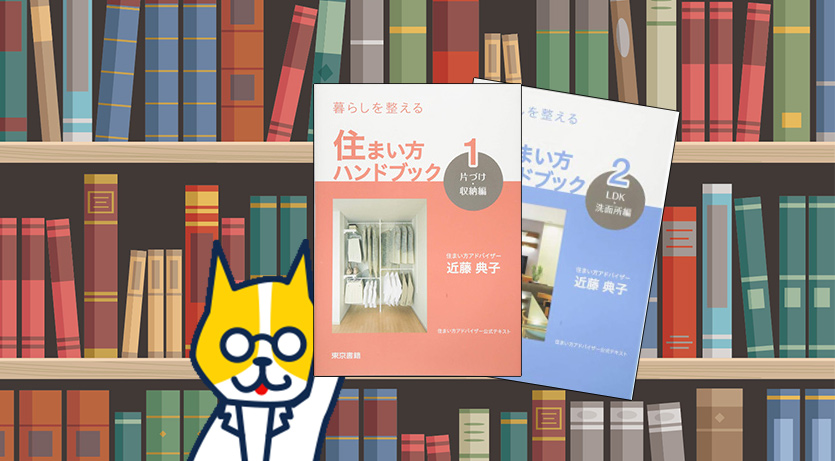 暮らしを整える
住まい方
ハンドブック
1
片づけ・
収納編
住まい方アドバイザー
近藤 典子
住まい方アドバイザー公式テキスト
東京書籍
しを整える
まい方
ドブック
2
LDK・
洗面所編
住まい方アドバイザー
近藤 典子
住まい方アドバイザー公式テキスト